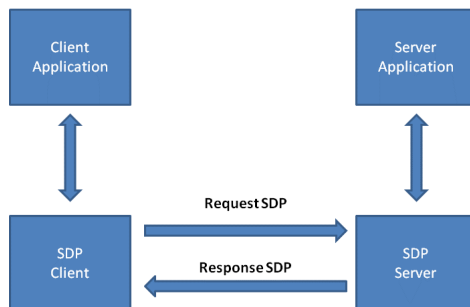 Client
Application
Server
Application
Request SDP
SDP
Client
Response SDP
SDP
Server